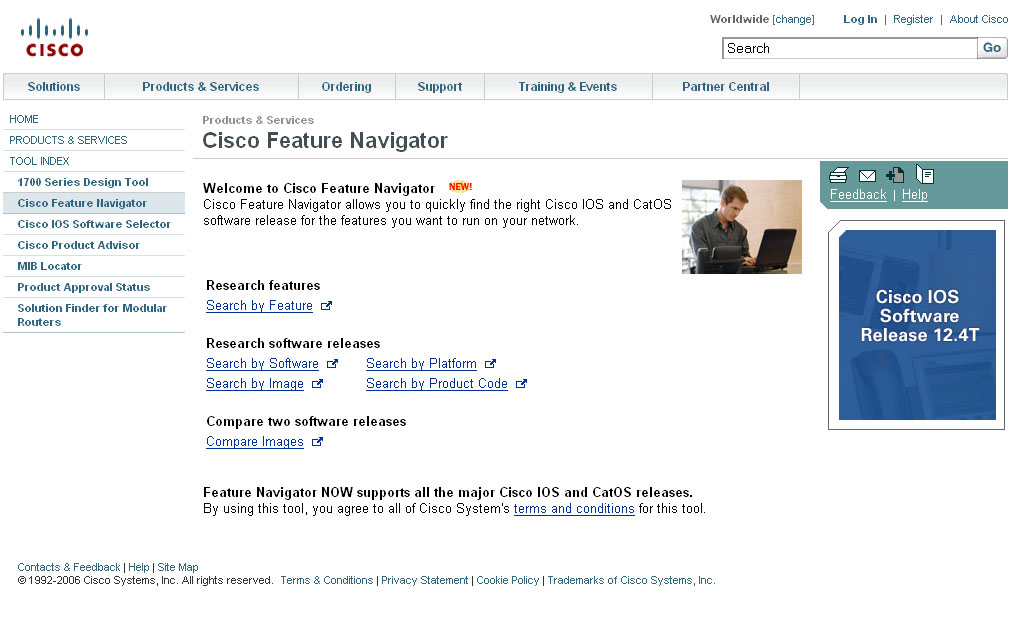 Worldwide [change] Log In | Register | About Cisco
CISCO
Search Go
Solutions Products & Services Ordering Support Training & Events Partner Central
HOME
PRODUCTS & SERVICES
TOOL INDEX
1700 Series Design Tool
Cisco Feature Navigator
Cisco IOS Software Selector
Cisco Product Advisor
MIB Locator
Product Approval Status
Solution Finder for Modular
Routers
Products & Services
Cisco Feature Navigator
Welcome to Cisco Feature Navigator NEW!
Cisco Feature Navigator allows you to quickly find the right Cisco IOS and CatOS
software release for the features you want to run on your network.
Research features
Search by Feature
Research software releases
Search by Software Search by Platform
Search by Image Search by Product Code
Compare two software releases
Compare Images
Feature Navigator NOW supports all the major Cisco IOS and CatOS releases.
By using this tool, you agree to all of Cisco System's terms and conditions for this tool.
Feedback | Help
Cisco IOS
Software
Release 12.4T
Contacts & Feedback | Help | Site Map
© 1992-2006 Cisco Systems, Inc. All rights reserved. Terms & Conditions | Privacy Statement | Cookie Policy | Trademarks of Cisco Systems, Inc.